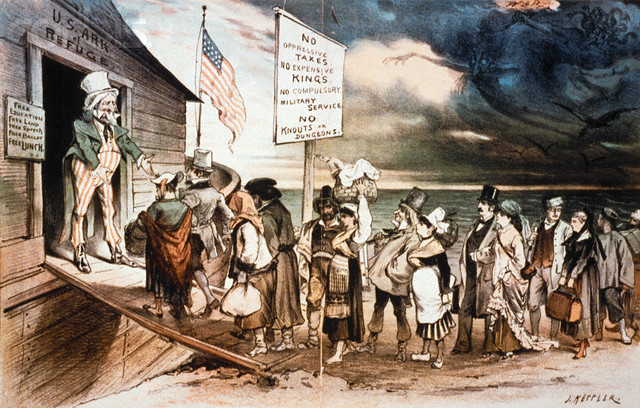 U.S. ARK
OF
REFUGE
FREE
EDUCATION
FREE LAND
FREE SPEECH
FREE BALLOT
FREE LUNCH
NO
OPPRESSIVE
TAXES
NO EXPENSIVE
KINGS.
NO COMPULSORY
MILITARY
SERVICE.
NO
KNOUTS OR
DUNGEONS.
J. KEPPLER.